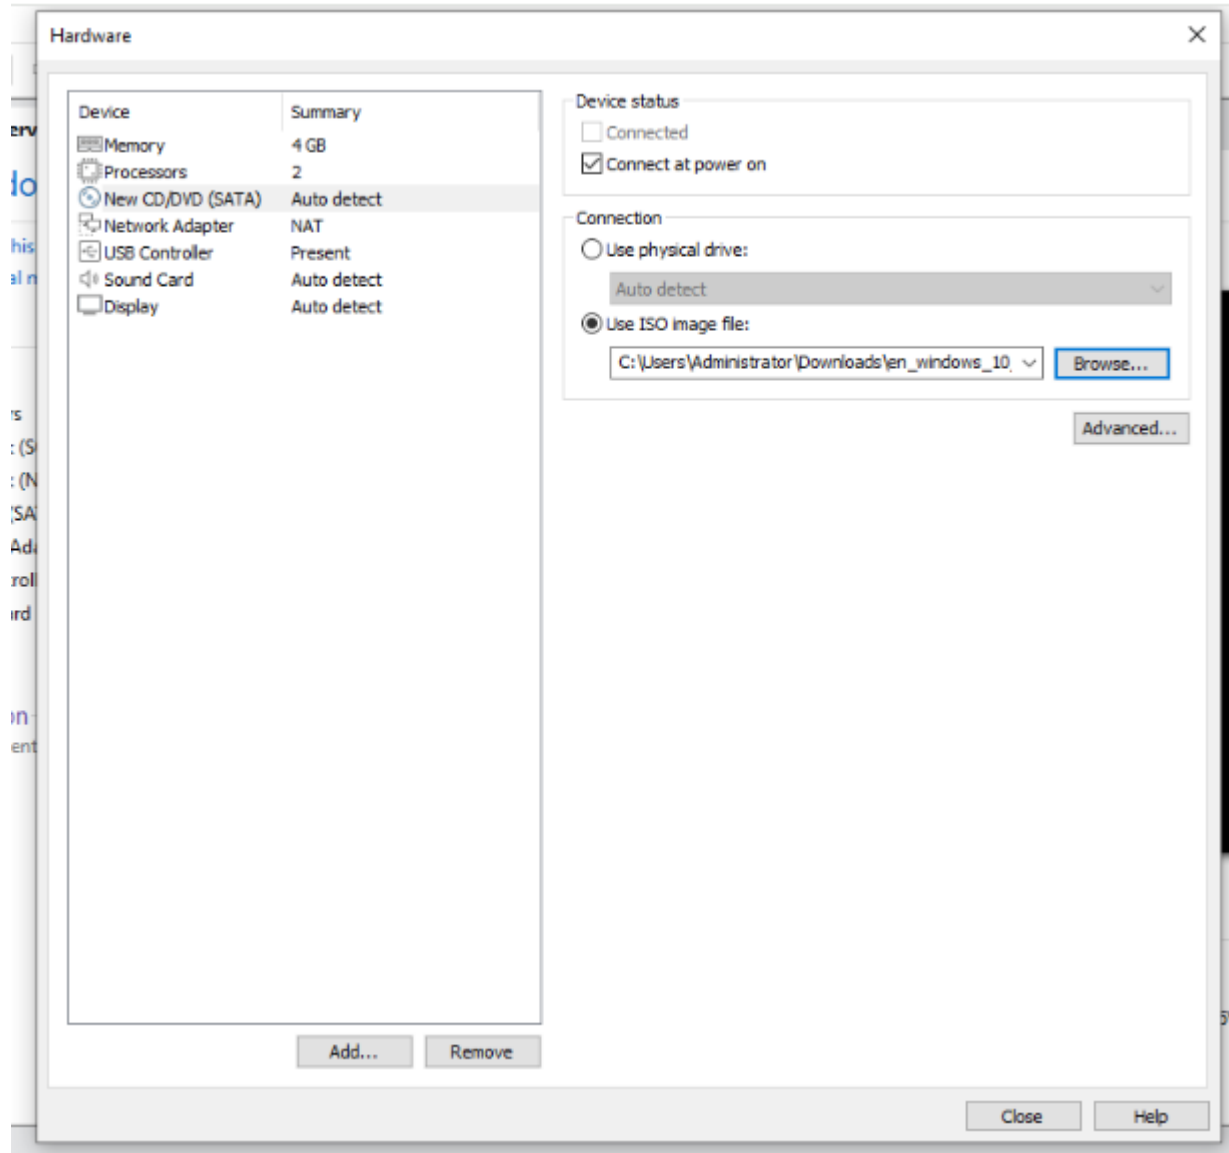 Hardware
Device Summary
Memory 4 GB
Processors 2
New CD/DVD (SATA) Auto detect
Network Adapter NAT
USB Controller Present
Sound Card Auto detect
Display Auto detect
Add...
Remove
Device status
Connected
Connect at power on
Connection
Use physical drive:
Auto detect
Use ISO image file:
C:\Users\Administrator\Downloads\en_windows_10_
Browse...
Advanced...
Close
Help